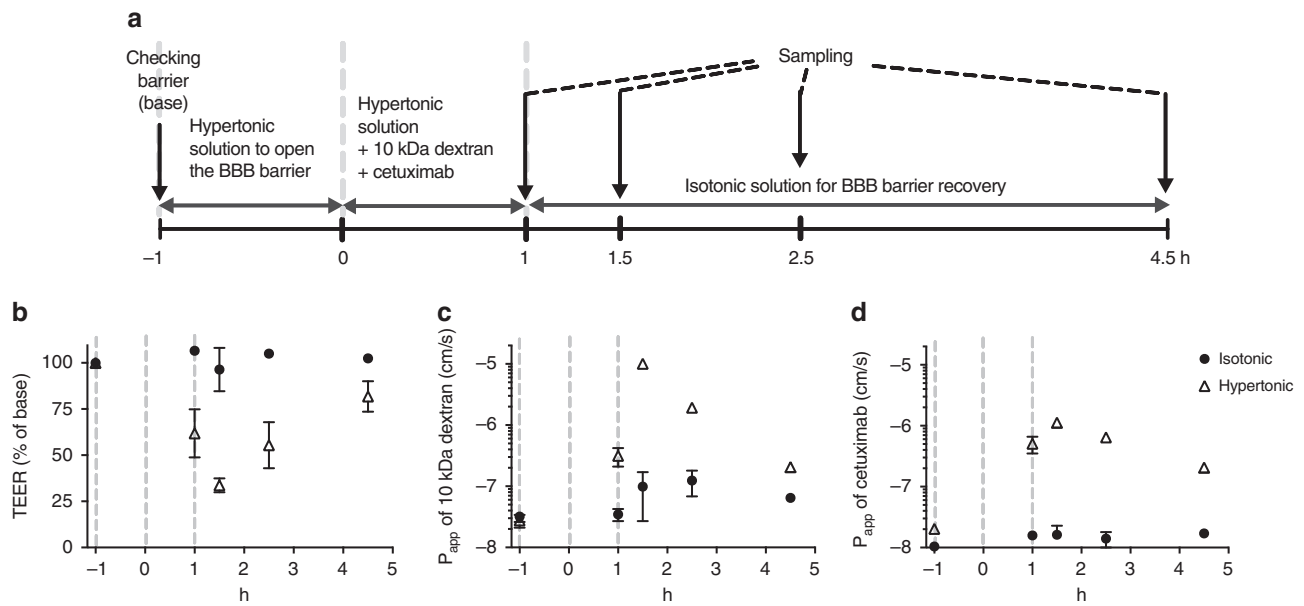 a
Checking
barrier
(base)
Hypertonic
solution to open
the BBB barrier
Hypertonic
solution
+ 10 kDa dextran
+ cetuximab
Sampling
Isotonic solution for BBB barrier recovery
–1
0
1
1.5
2.5
4.5 h
b
TEER (% of base)
100
75
50
25
0
–1
0
1
2
3
4
5
h
c
Papp of 10 kDa dextran (cm/s)
–5
–6
–7
–8
–1
0
1
2
3
4
5
h
d
Papp of cetuximab (cm/s)
–5
–6
–7
–8
–1
0
1
2
3
4
5
h
Isotonic
Hypertonic